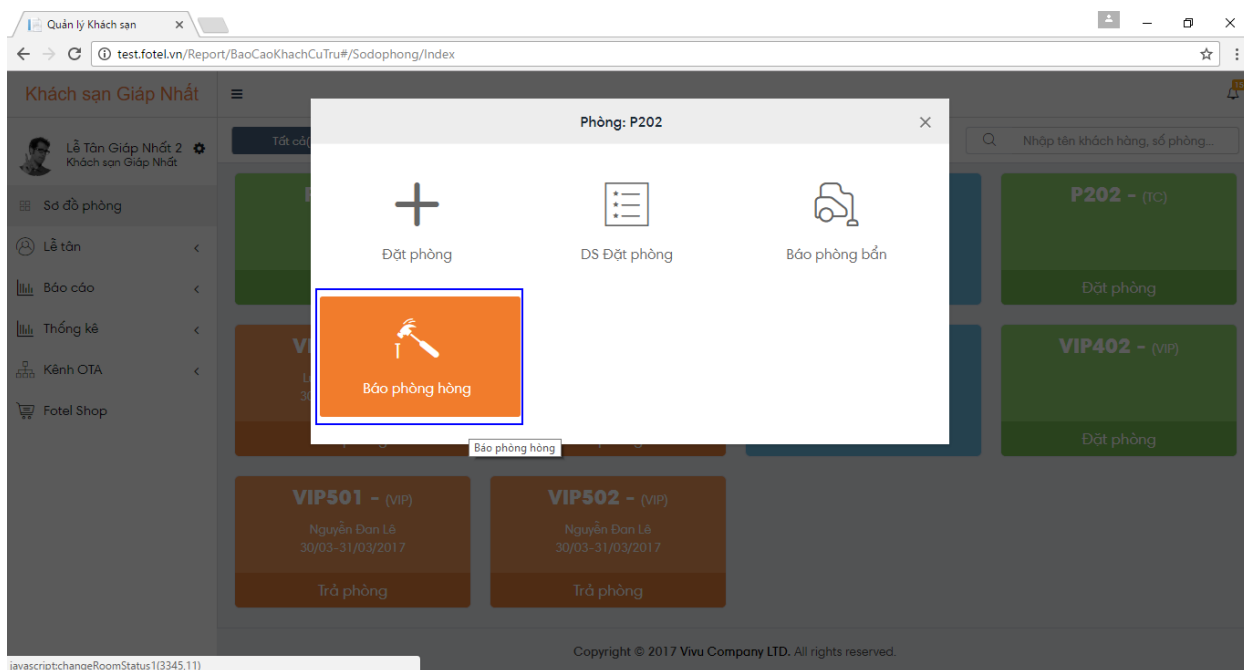 Quản lý Khách sạn
test.fotel.vn/Report/BaoCaoKhachCuTru#/Sodophong/Index
Khách sạn Giáp Nhất
Phòng: P202
Lễ Tân Giáp Nhất 2
Khách sạn Giáp Nhất
Tất cả(
Nhập tên khách hàng, số phòng...
Sơ đồ phòng
Lễ tân
Báo cáo
Thống kê
Kênh OTA
Fotel Shop
Đặt phòng
DS Đặt phòng
Báo phòng bẩn
P202 - (TC)
Đặt phòng
Báo phòng hỏng
Báo phòng hỏng
VIP402 - (VIP)
Đặt phòng
VIP501 - (VIP)
Nguyễn Đan Lê
30/03-31/03/2017
Trả phòng
VIP502 - (VIP)
Nguyễn Đan Lê
30/03-31/03/2017
Trả phòng
Copyright © 2017 Vivu Company LTD. All rights reserved.
javascript:changeRoomStatus1(3345,11)